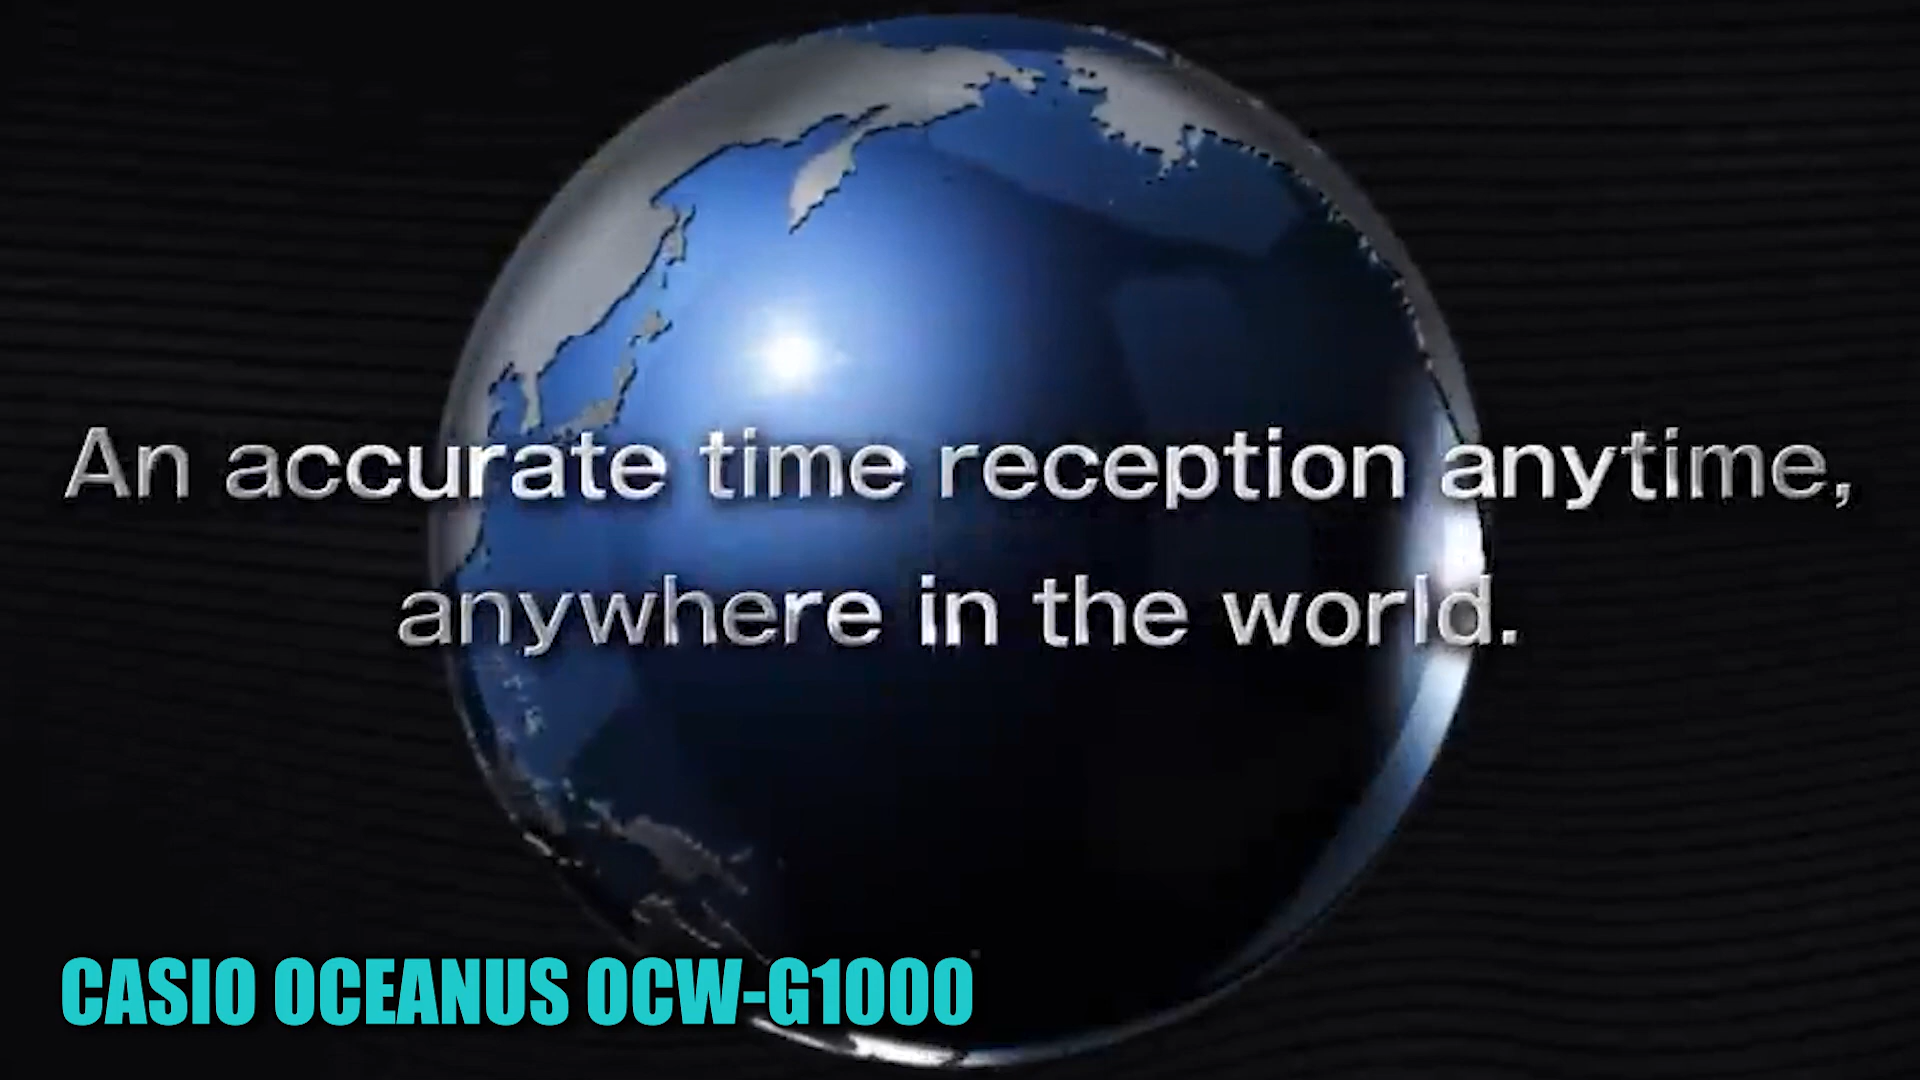 An accurate time reception anytime,
anywhere in the world.
CASIO OCEANUS OCW-G1000